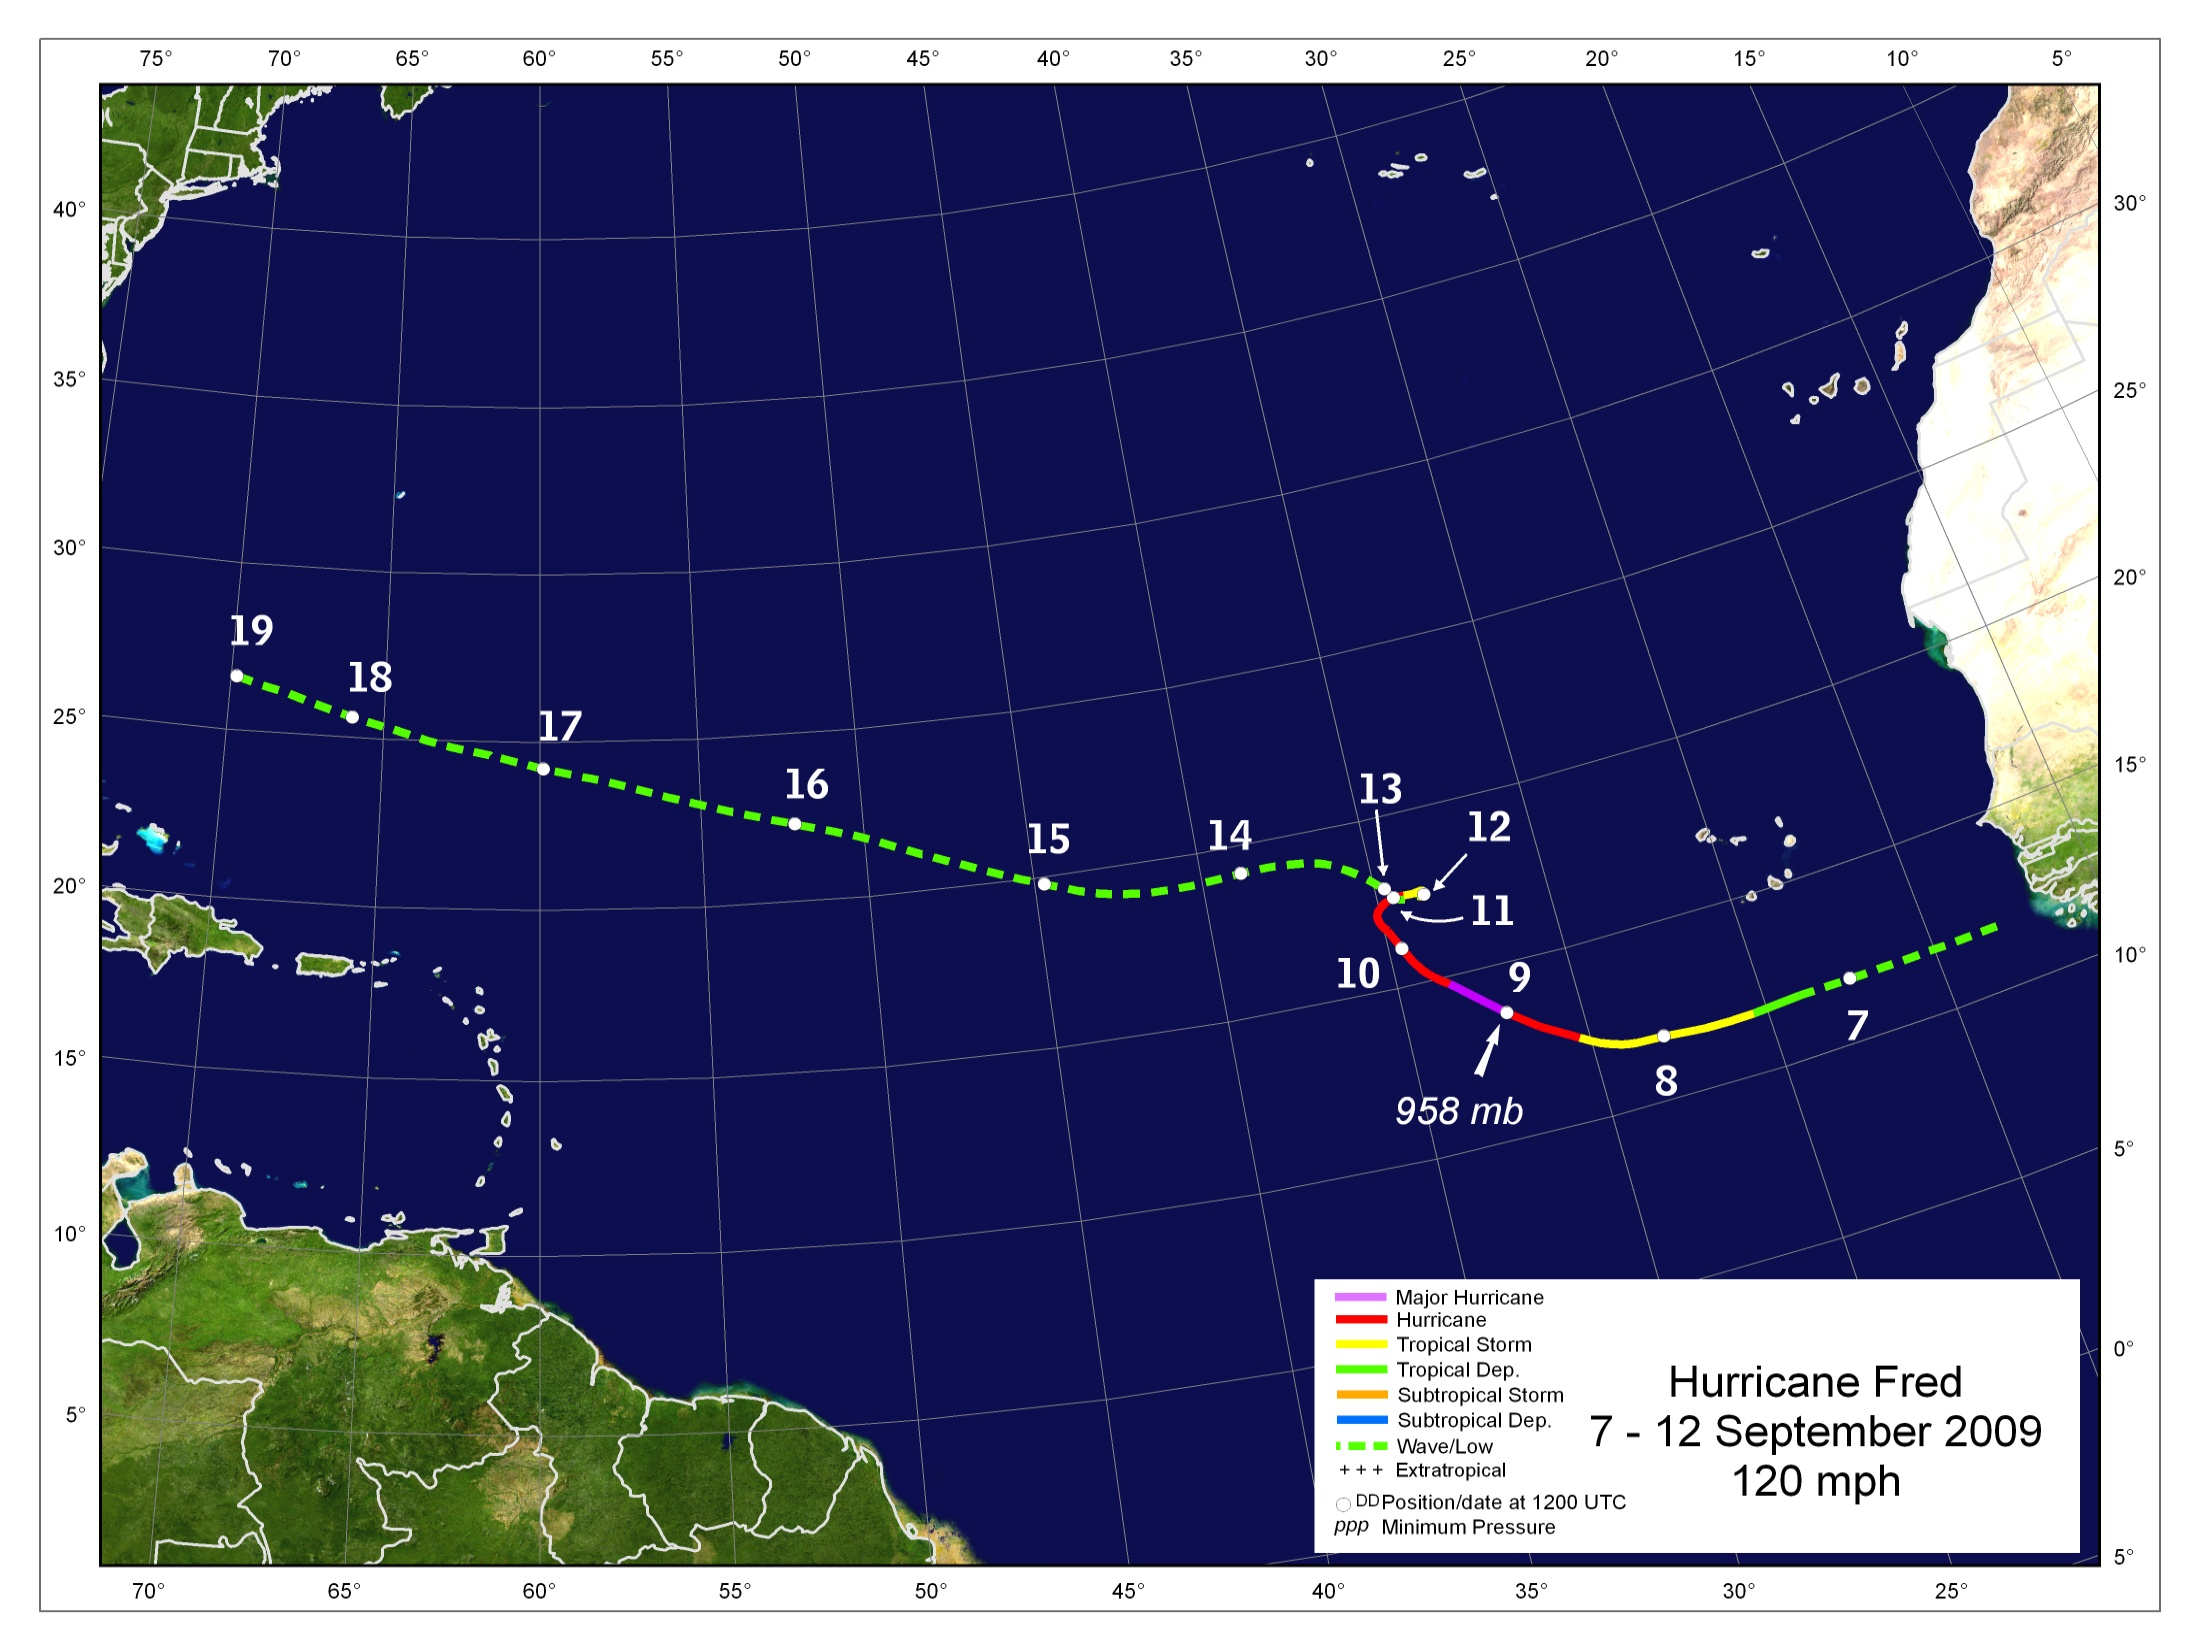 75° 70° 65° 60° 55° 50° 45° 40° 35° 30° 25° 20° 15° 10° 5°
40°
30°
35°
25°
30°
20°
19
18
25°
17
15°
16
13
12
15
14
20°
11
10°
10
9
7
15°
8
958 mb
5°
10°
0°
5°
5°
Major Hurricane
Hurricane
Tropical Storm
Tropical Dep.
Subtropical Storm
Subtropical Dep.
Wave/Low
+ + + Extratropical
DD Position/date at 1200 UTC
ppp Minimum Pressure
Hurricane Fred
7 - 12 September 2009
120 mph
70° 65° 60° 55° 50° 45° 40° 35° 30° 25°